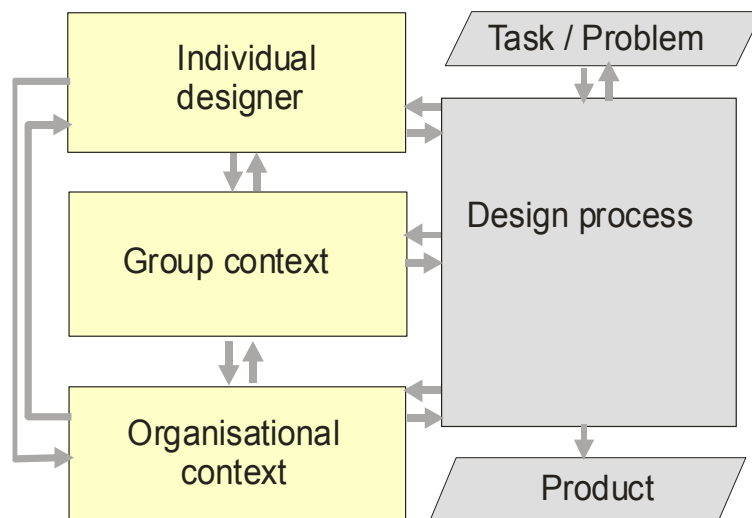 Individual
designer
Task / Problem
Group context
Design process
Organisational
context
Product